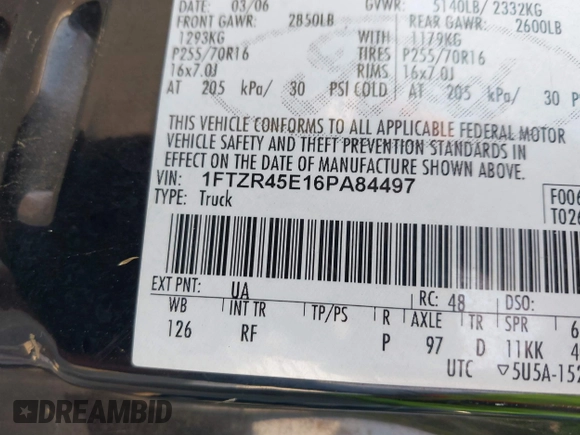 DATE: 03/06 GVWR: 5140LB/ 2332KG
FRONT GAWR: 2850LB REAR GAWR: 2600LB
1293KG 1179KG
P255/70R16 TIRES P255/70R16
16x7.0J RIMS 16x7.0J
AT 205 kPa/ 30 PSI COLD AT 205 kPa/ 30 PS
THIS VEHICLE CONFORMS TO ALL APPLICABLE FEDERAL MOTOR
VEHICLE SAFETY AND THEFT PREVENTION STANDARDS IN
EFFECT ON THE DATE OF MANUFACTURE SHOWN ABOVE.
VIN: 1FTZR45E16PA84497
TYPE: Truck
F006
T026
EXT PNT: UA RC: 48 DSO:
WB INT TR TP/PS R AXLE TR SPR
126 RF P 97 D 11KK 4
UTC ▽5U5A-152
DREAMBID